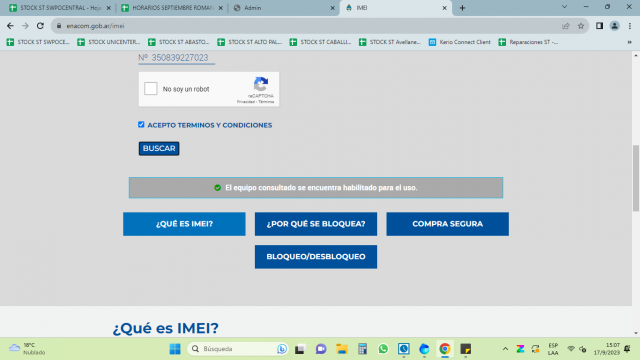 STOCK ST SWPOCENTRAL - Hoja
HORARIOS SEPTIEMBRE ROMAN
Admin
IMEI
enacom.gob.ar/imei
STOCK ST SWPOCE...
STOCK UNICENTER...
STOCK ST ABASTO...
STOCK ST ALTO PAL...
STOCK ST CABALLI...
STOCK ST Avellane...
Kerio Connect Client
Reparaciones ST -...
Nº 350839227023
No soy un robot
reCAPTCHA
Privacidad - Términos
ACEPTO TERMINOS Y CONDICIONES
BUSCAR
El equipo consultado se encuentra habilitado para el uso.
¿QUÉ ES IMEI?
¿POR QUÉ SE BLOQUEA?
COMPRA SEGURA
BLOQUEO/DESBLOQUEO
¿Qué es IMEI?
18°C
Nublado
Búsqueda
ESP
LAA
15:07
17/9/2023